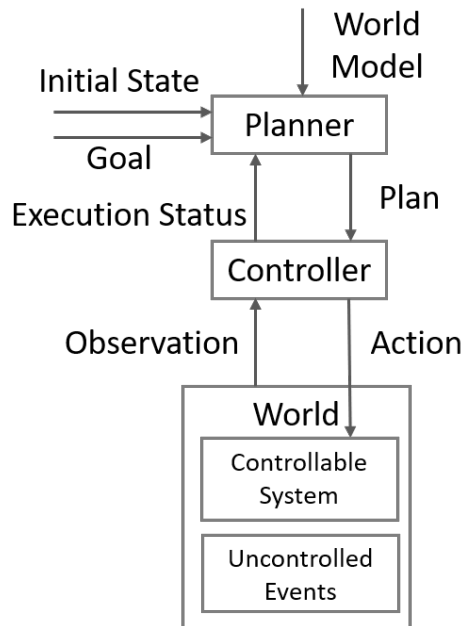 World
Model
Initial State
Planner
Goal
Execution Status
Plan
Controller
Observation
Action
World
Controllable
System
Uncontrolled
Events